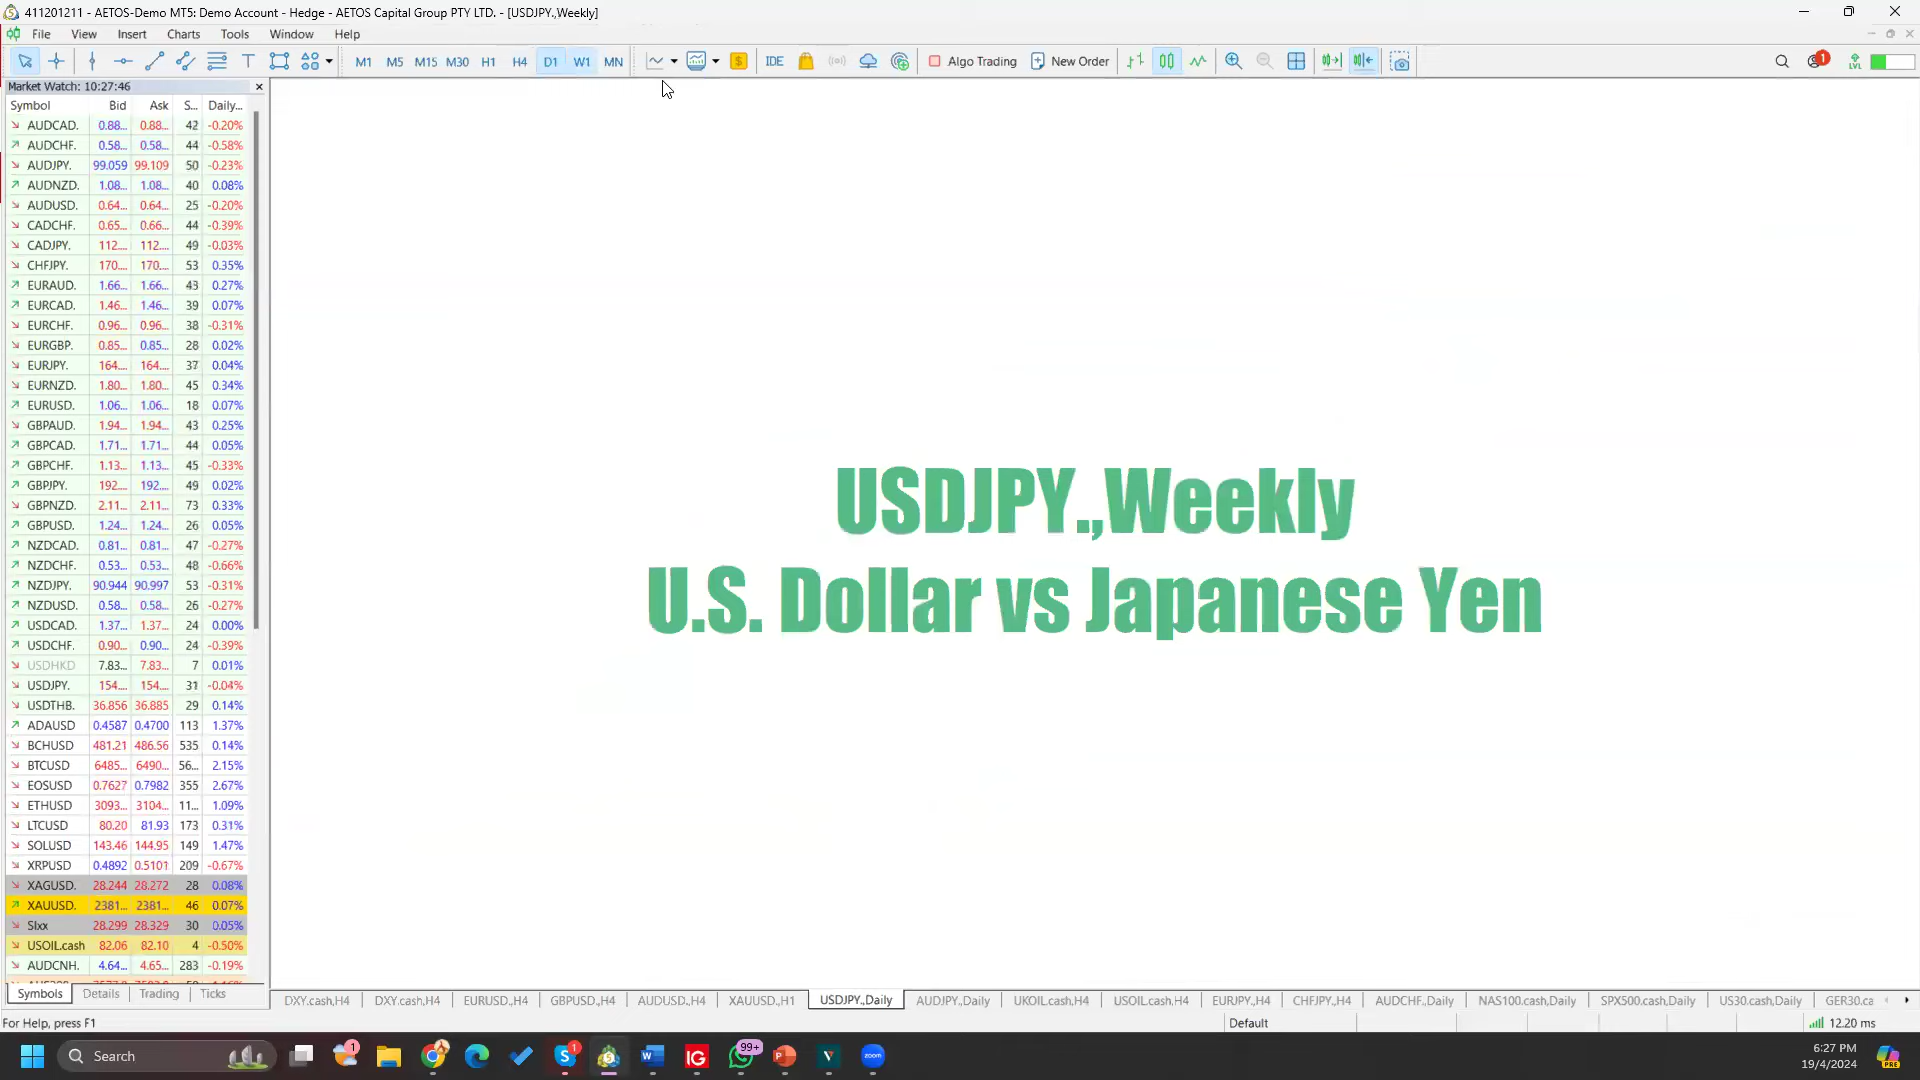 411201211 - AETOS-Demo MT5: Demo Account - Hedge - AETOS Capital Group PTY LTD. - [USDJPY.,Weekly]
File View Insert Charts Tools Window Help
M1 M5 M15 M30 H1 H4 D1 W1 MN IDE Algo Trading New Order 1 LVL
Market Watch: 10:27:46
Symbol Bid Ask S... Daily...
AUDCAD. 0.88... 0.88... 42 -0.20%
AUDCHF. 0.58... 0.58... 44 -0.58%
AUDJPY. 99.059 99.109 50 -0.23%
AUDNZD. 1.08... 1.08... 40 0.08%
AUDUSD. 0.64... 0.64... 25 -0.20%
CADCHF. 0.65... 0.66... 44 -0.39%
CADJPY. 112.... 112.... 49 -0.03%
CHFJPY. 170.... 170.... 53 0.35%
EURAUD. 1.66... 1.66... 43 0.27%
EURCAD. 1.46... 1.46... 39 0.07%
EURCHF. 0.96... 0.96... 38 -0.31%
EURGBP. 0.85... 0.85... 28 0.02%
EURJPY. 164.... 164.... 37 0.04%
EURNZD. 1.80... 1.80... 45 0.34%
EURUSD. 1.06... 1.06... 18 0.07%
GBPAUD. 1.94... 1.94... 43 0.25%
GBPCAD. 1.71... 1.71... 44 0.05%
GBPCHF. 1.13... 1.13... 45 -0.33%
GBPJPY. 192.... 192.... 49 0.02%
GBPNZD. 2.11... 2.11... 73 0.33%
GBPUSD. 1.24... 1.24... 26 0.05%
NZDCAD. 0.81... 0.81... 47 -0.27%
NZDCHF. 0.53... 0.53... 48 -0.66%
NZDJPY. 90.944 90.997 53 -0.31%
NZDUSD. 0.58... 0.58... 26 -0.27%
USDCAD. 1.37... 1.37... 24 0.00%
USDCHF. 0.90... 0.90... 24 -0.39%
USDHKD 7.83... 7.83... 7 0.01%
USDJPY. 154.... 154.... 31 -0.04%
USDTHB. 36.856 36.885 29 0.14%
ADAUSD 0.4587 0.4700 113 1.37%
BCHUSD 481.21 486.56 535 0.14%
BTCUSD 6485... 6490... 56... 2.15%
EOSUSD 0.7627 0.7982 355 2.67%
ETHUSD 3093... 3104... 11... 1.09%
LTCUSD 80.20 81.93 173 0.31%
SOLUSD 143.46 144.95 149 1.47%
XRPUSD 0.4892 0.5101 209 -0.67%
XAGUSD. 28.244 28.272 28 0.08%
XAUUSD. 2381... 2381... 46 0.07%
SIxx 28.299 28.329 30 0.05%
USOIL.cash 82.06 82.10 4 -0.50%
AUDCNH. 4.64... 4.65... 283 -0.19%
USDJPY.,Weekly
U.S. Dollar vs Japanese Yen
Symbols Details Trading Ticks
DXY.cash,H4 DXY.cash,H4 EURUSD.,H4 GBPUSD.,H4 AUDUSD.,H4 XAUUSD.,H1 USDJPY.,Daily AUDJPY.,Daily UKOIL.cash,H4 USOIL.cash,H4 EURJPY.,H4 CHFJPY.,H4 AUDCHF.,Daily NAS100.cash,Daily SPX500.cash,Daily US30.cash,Daily GER30.ca
For Help, press F1 Default 12.20 ms
Search 1 1 99+ zoom
6:27 PM
19/4/2024